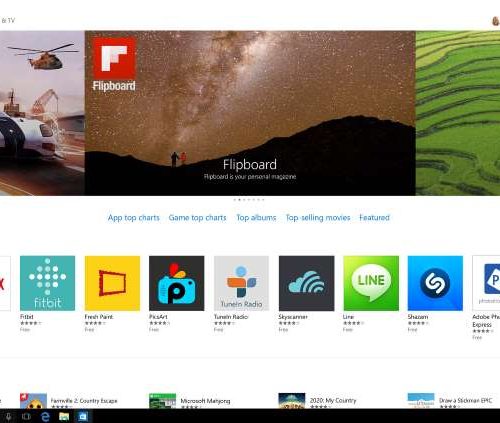 & TV
Flipboard
Flipboard
Flipboard is your personal magazine
App top charts Game top charts Top albums Top-selling movies Featured
fitbit
TuneIn Radio
LINE
Fitbit Fresh Paint PicsArt TuneIn Radio Skyscanner Line Shazam Adobe Ph
Express
Free Free Free Free Free Free Free Free
Farmville 2: Country Escape Microsoft Mahjong 2020: My Country Draw a Stickman EPIC